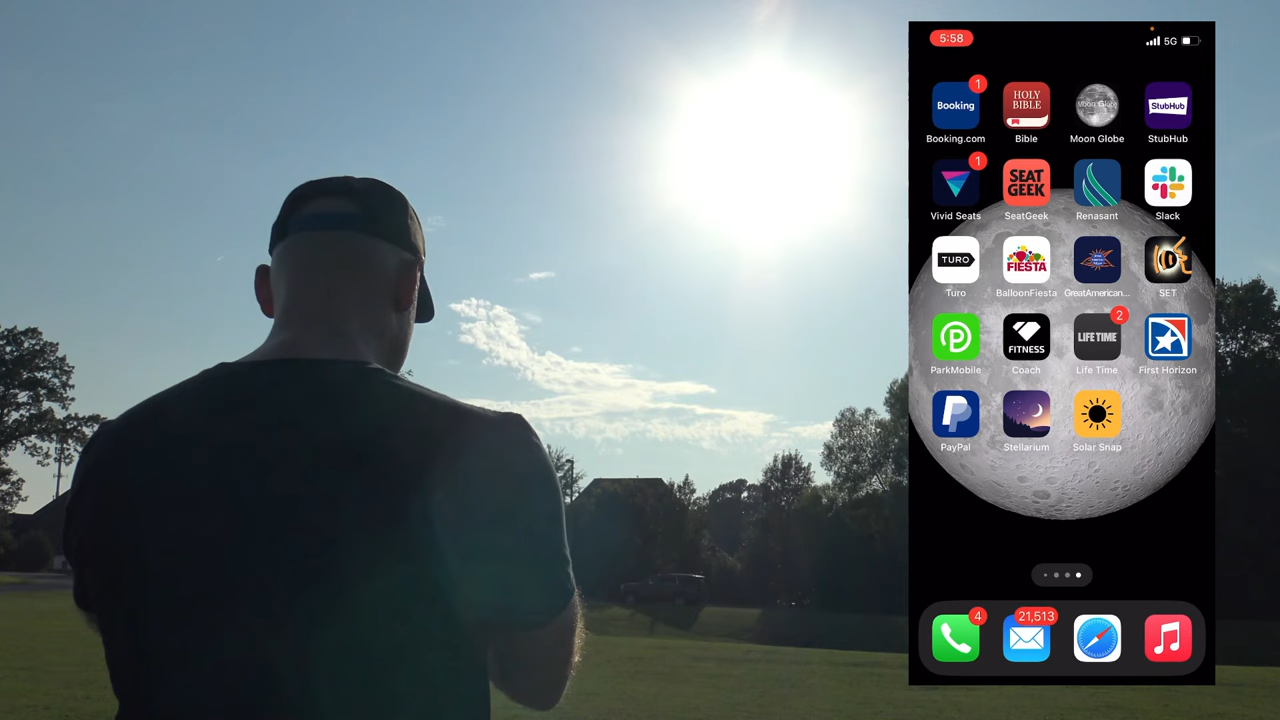 5:58
5G
1
Booking
HOLY
BIBLE
Moon Globe
StubHub
Booking.com
Bible
Moon Globe
StubHub
1
SEAT
GEEK
Vivid Seats
SeatGeek
Renasant
Slack
TURO
FIESTA
Turo
BalloonFiesta
GreatAmerican...
SET
2
P
FITNESS
LIFE TIME
ParkMobile
Coach
Life Time
First Horizon
PayPal
Stellarium
Solar Snap
4
21,513